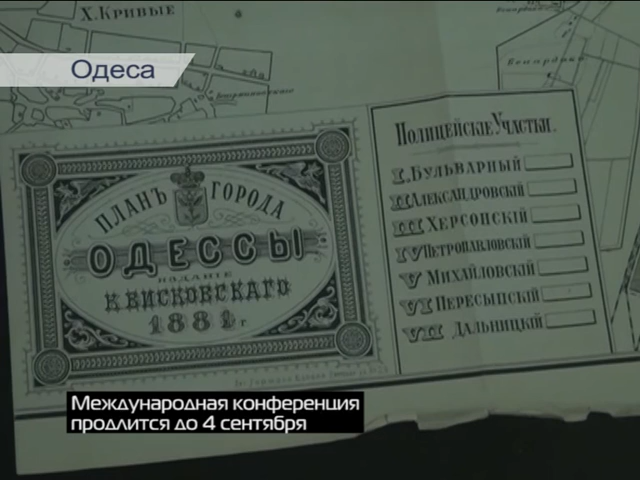 Х. Кривые
Одеса
ПЛАНЪ ГОРОДА
ОДЕССЫ
ИЗДАНІЕ
К. ВИСКОВСКАГО
1881 г
Полицейскіе Участки.
I. Бульварный
II Александровскій
III Херсонскій
IV Петропавловскій
V Михайловскій
VI Пересыпскій
VII Дальницкій
Международная конференция
продлится до 4 сентября